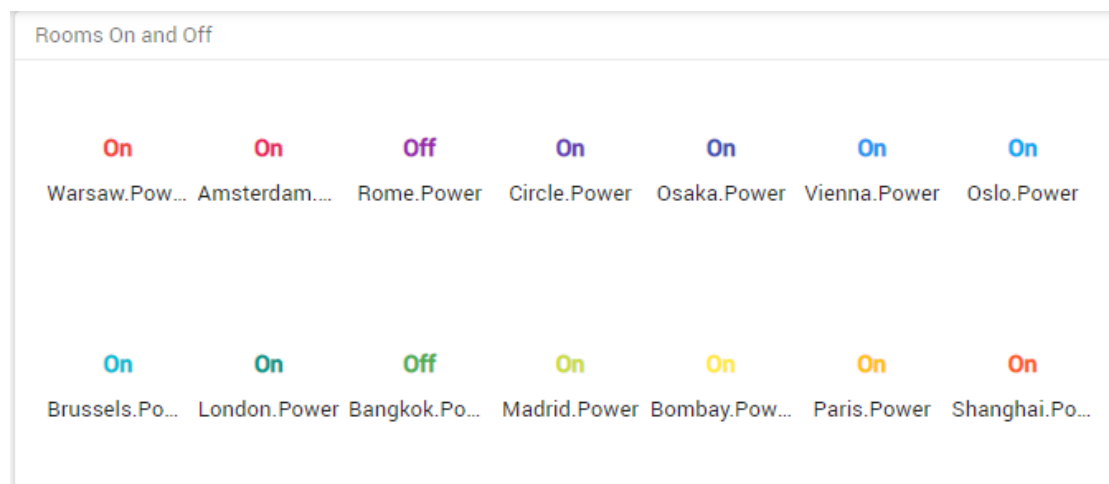 Rooms On and Off
On On Off On On On On
Warsaw.Pow... Amsterdam.... Rome.Power Circle.Power Osaka.Power Vienna.Power Oslo.Power
On On Off On On On On
Brussels.Po... London.Power Bangkok.Po... Madrid.Power Bombay.Pow... Paris.Power Shanghai.Po...